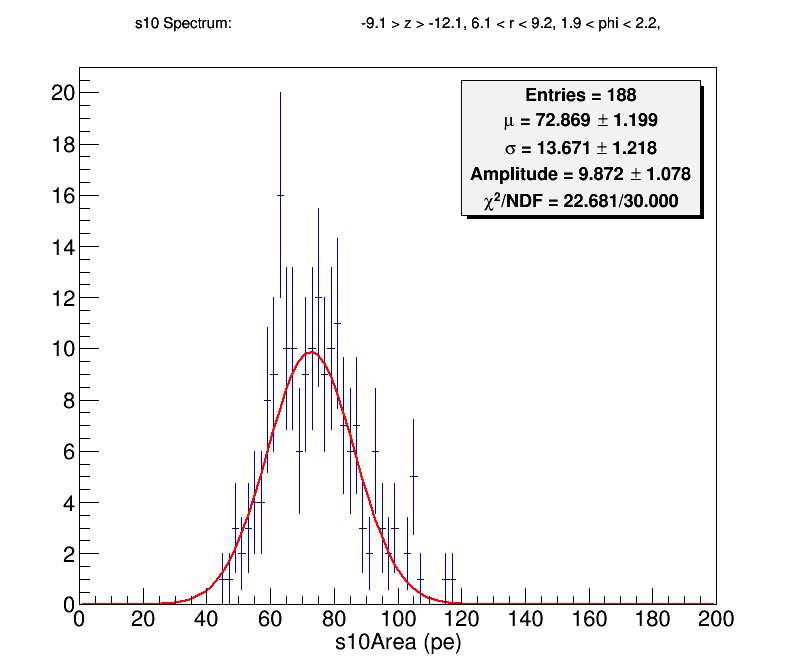 s10 Spectrum: -9.1 > z > -12.1, 6.1 < r < 9.2, 1.9 < phi < 2.2,
Entries = 188
μ = 72.869 ± 1.199
σ = 13.671 ± 1.218
Amplitude = 9.872 ± 1.078
χ²/NDF = 22.681/30.000
20
18
16
14
12
10
8
6
4
2
0
0 20 40 60 80 100 120 140 160 180 200
s10Area (pe)